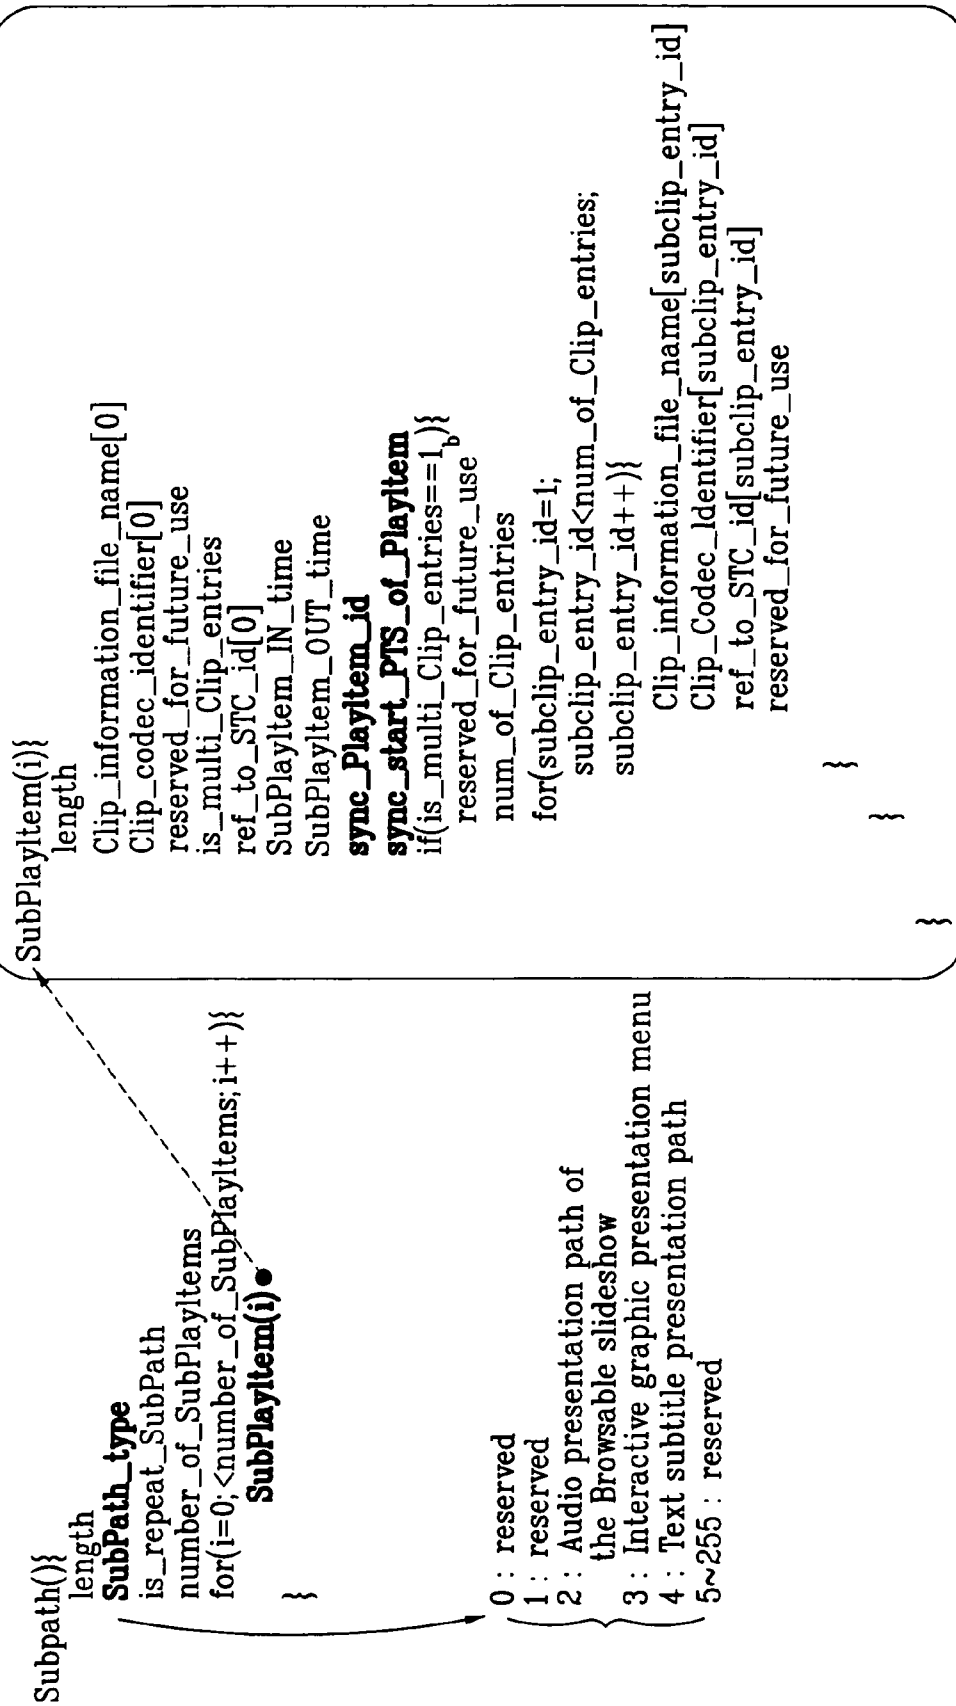 Subpath(){
length
SubPath_type
is_repeat_SubPath
number_of_SubPlayItems
for(i=0; <number_of_SubPlayItems; i++){
SubPlayItem(i)
}
0 : reserved
1 : reserved
2 : Audio presentation path of
the Browsable slideshow
3 : Interactive graphic presentation menu
4 : Text subtitle presentation path
5~255 : reserved
SubPlayItem(i){
length
Clip_information_file_name[0]
Clip_codec_identifier[0]
reserved_for_future_use
is_multi_Clip_entries
ref_to_STC_id[0]
SubPlayItem_IN_time
SubPlayItem_OUT_time
sync_PlayItem_id
sync_start_PTS_of_PlayItem
if(is_multi_Clip_entries==1b){
reserved_for_future_use
num_of_Clip_entries
for(subclip_entry_id=1;
subclip_entry_id<num_of_Clip_entries;
subclip_entry_id++){
Clip_information_file_name[subclip_entry_id]
Clip_Codec_Identifier[subclip_entry_id]
ref_to_STC_id[subclip_entry_id]
reserved_for_future_use
}
}
}